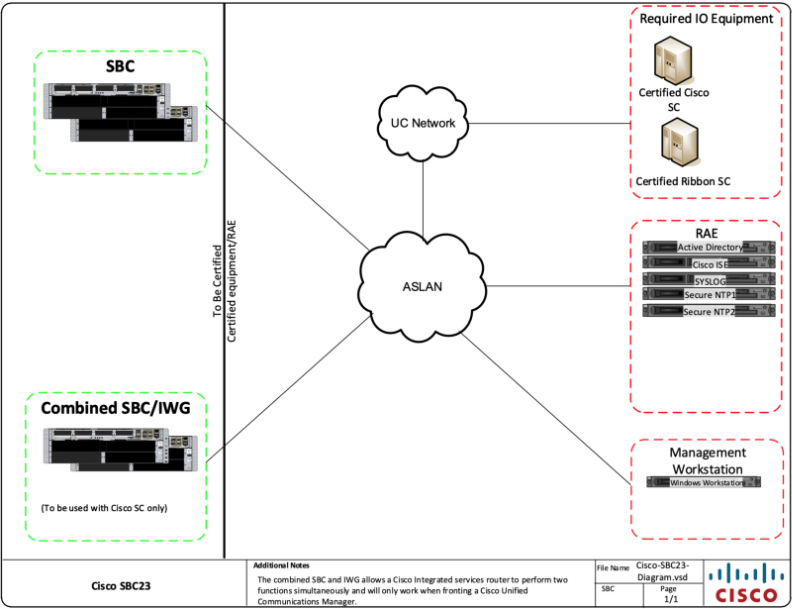 Required IO Equipment
SBC
Certified Cisco
SC
UC Network
Certified Ribbon SC
RAE
Active Directory
Cisco ISE
SYSLOG
Secure NTP1
Secure NTP2
To Be Certified
Certified equipment/RAE
ASLAN
Combined SBC/IWG
(To be used with Cisco SC only)
Management
Workstation
Windows Workstation
Cisco SBC23
Additional Notes
The combined SBC and IWG allows a Cisco Integrated services router to perform two
functions simultaneously and will only work when fronting a Cisco Unified
Communications Manager.
File Name
Cisco-SBC23-
Diagram.vsd
SBC
Page
1/1
CISCO